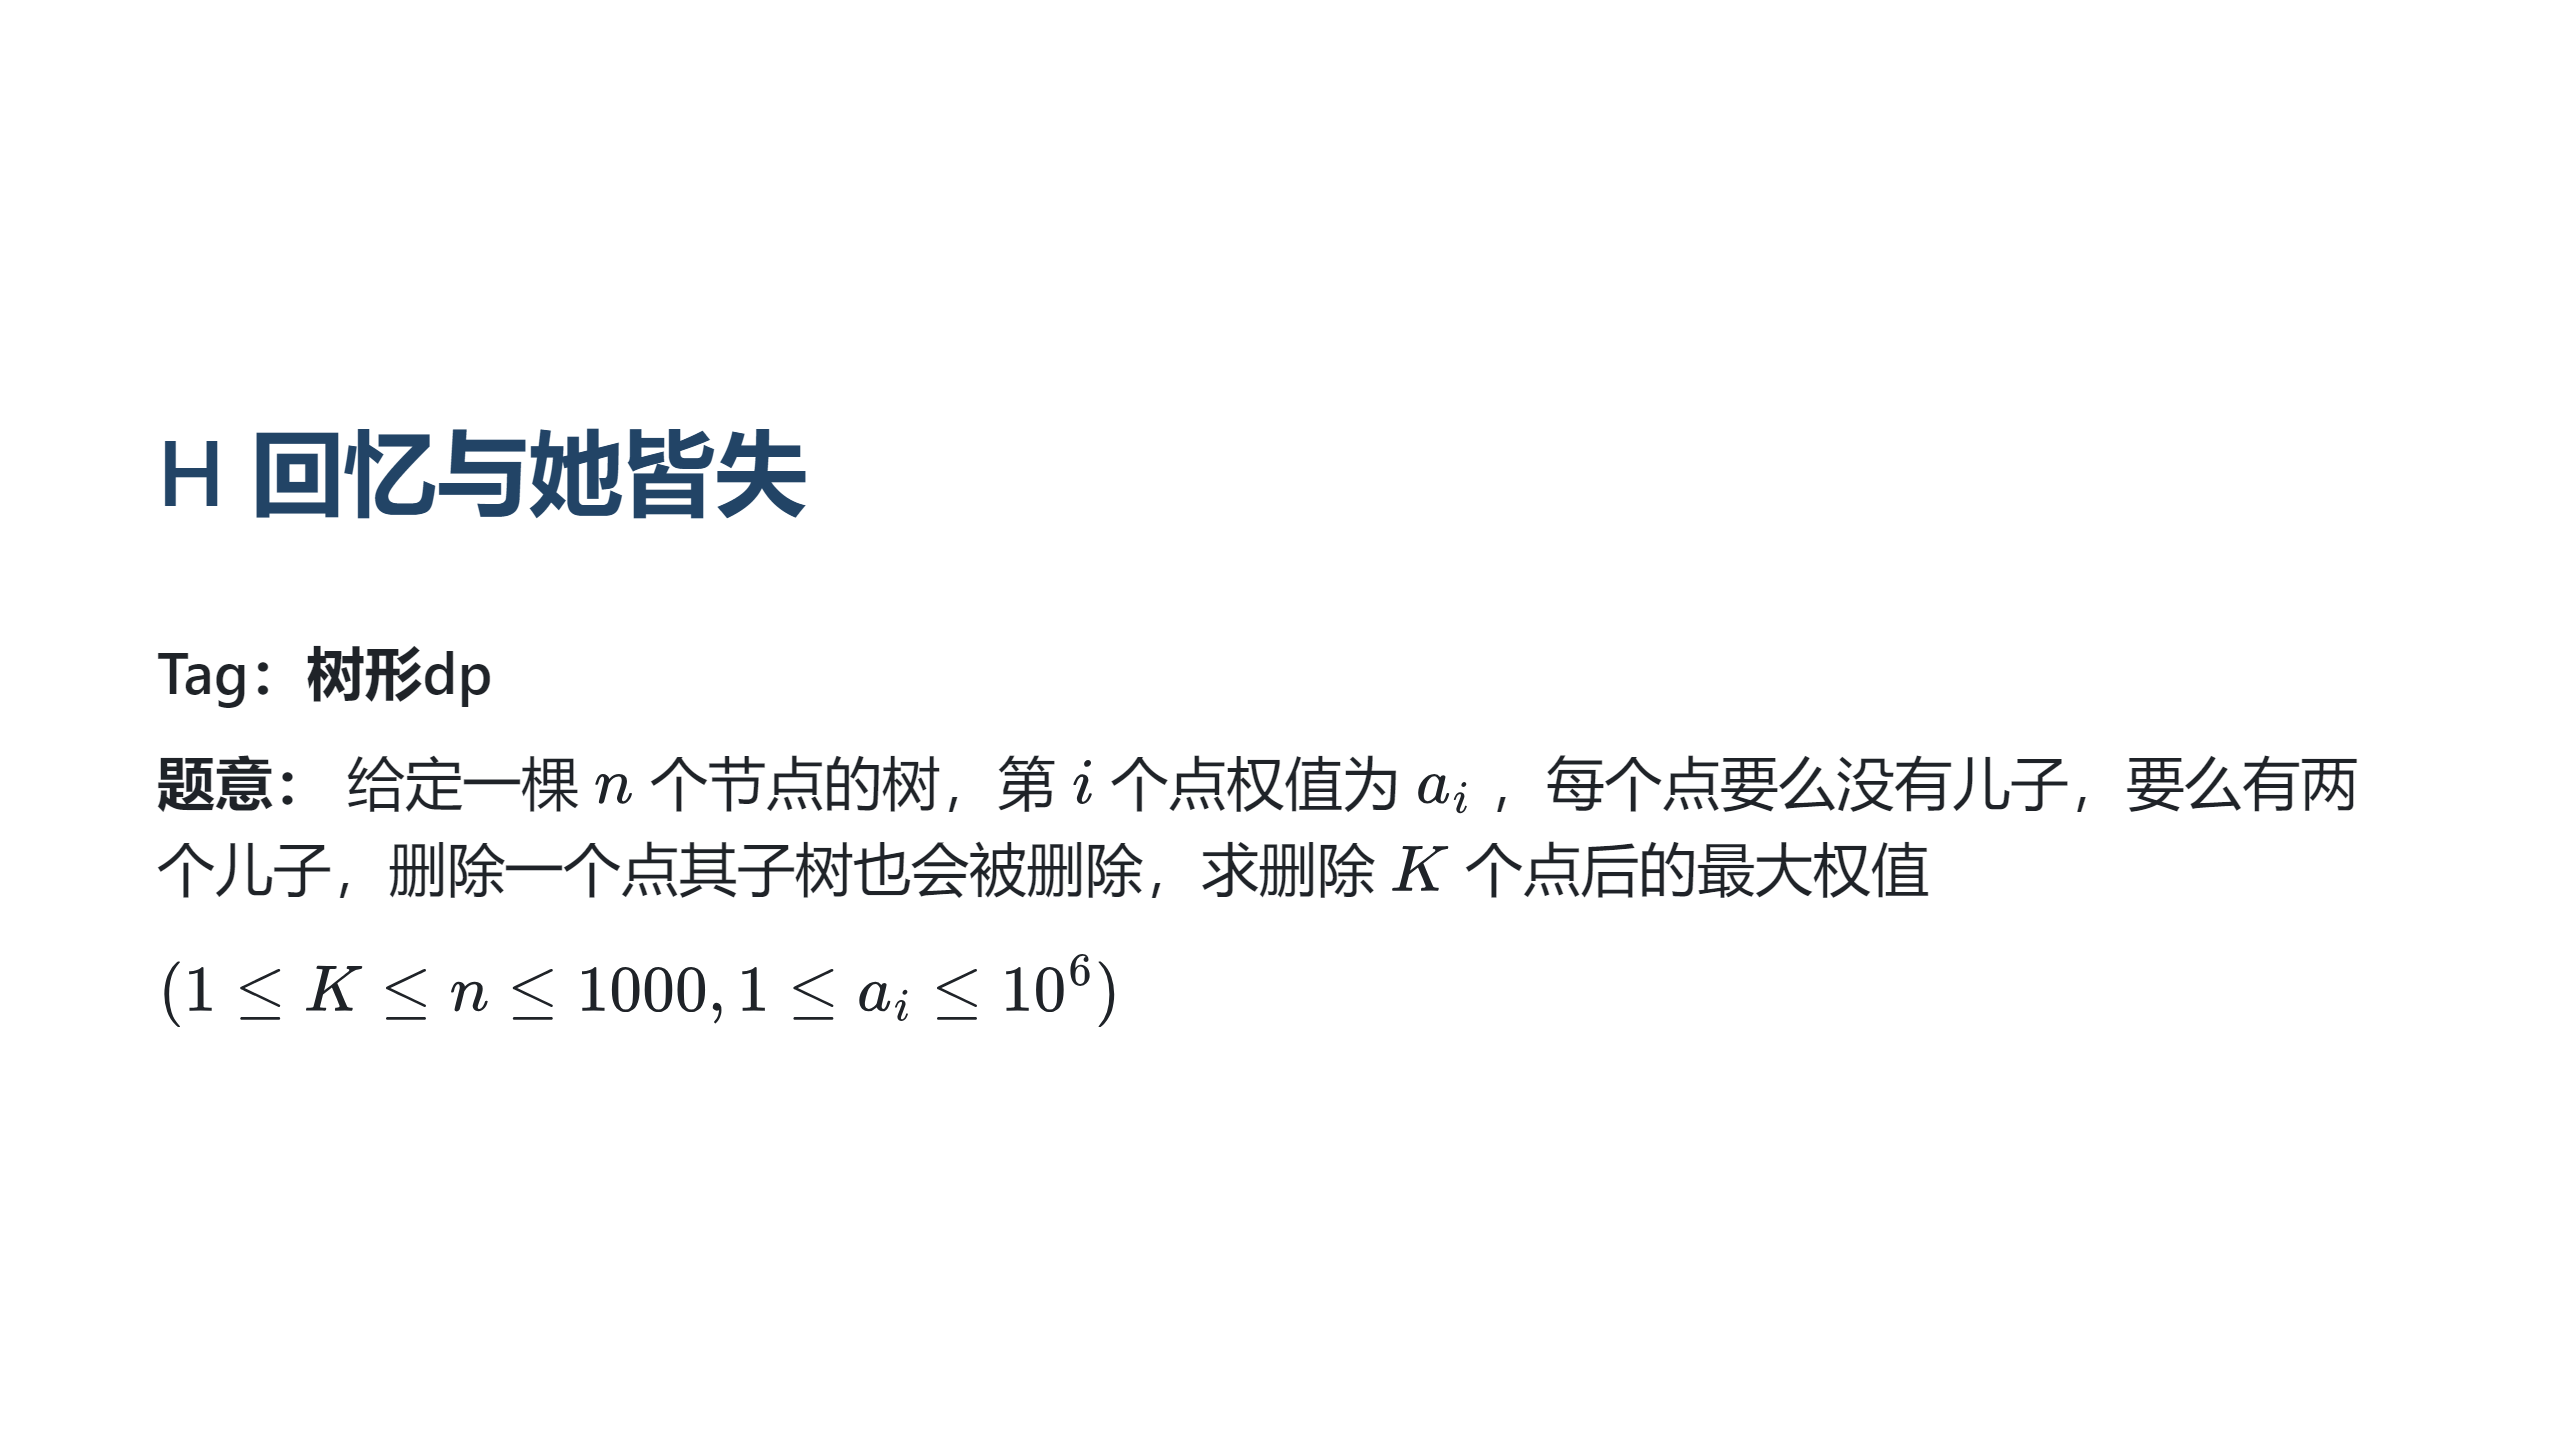 H 回忆与她皆失
Tag：树形dp
题意： 给定一棵 n 个节点的树，第 i 个点权值为 aᵢ ，每个点要么没有儿子，要么有两
个儿子，删除一个点其子树也会被删除，求删除 K 个点后的最大权值
(1 ≤ K ≤ n ≤ 1000, 1 ≤ aᵢ ≤ 10⁶)